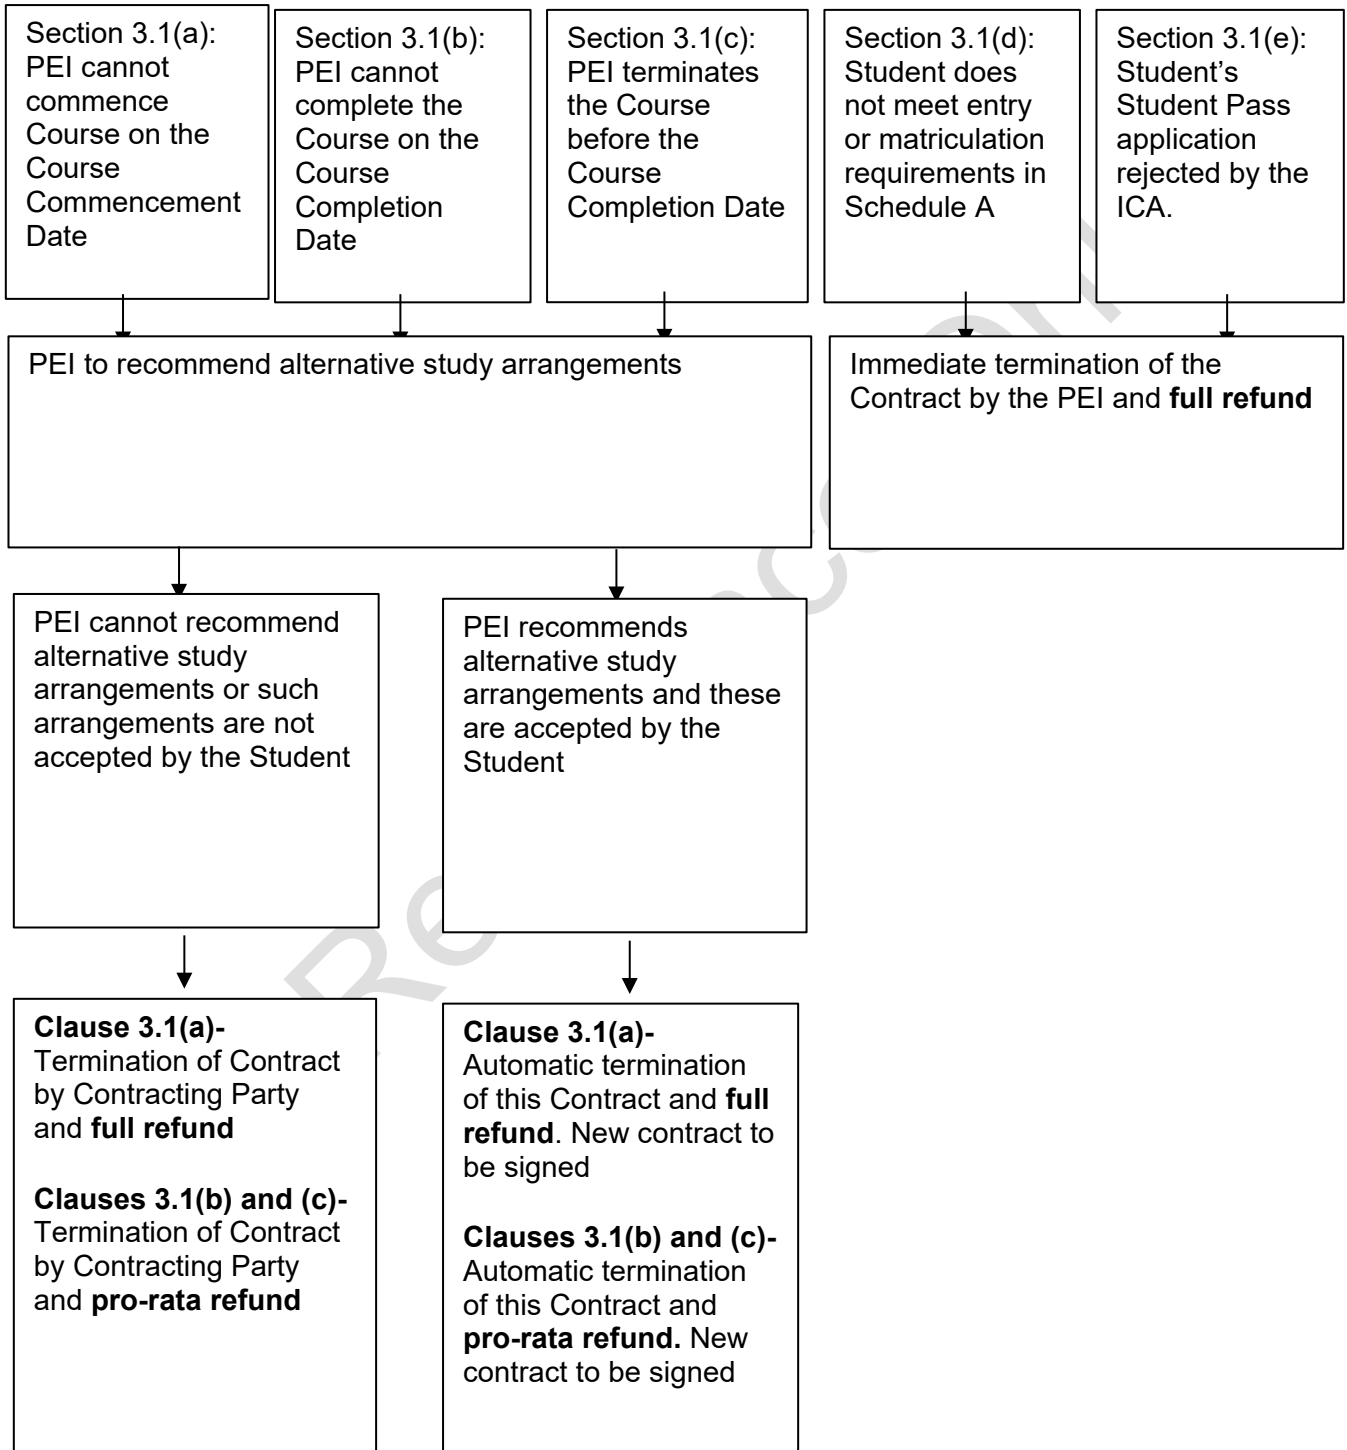 Section 3.1(a):
PEI cannot
commence
Course on the
Course
Commencement
Date
Section 3.1(b):
PEI cannot
complete the
Course on the
Course
Completion
Date
Section 3.1(c):
PEI terminates
the Course
before the
Course
Completion Date
Section 3.1(d):
Student does
not meet entry
or matriculation
requirements in
Schedule A
Section 3.1(e):
Student’s
Student Pass
application
rejected by the
ICA.
PEI to recommend alternative study arrangements
Immediate termination of the
Contract by the PEI and full refund
PEI cannot recommend
alternative study
arrangements or such
arrangements are not
accepted by the Student
PEI recommends
alternative study
arrangements and these
are accepted by the
Student
Clause 3.1(a)-
Termination of Contract
by Contracting Party
and full refund
Clauses 3.1(b) and (c)-
Termination of Contract
by Contracting Party
and pro-rata refund
Clause 3.1(a)-
Automatic termination
of this Contract and full
refund. New contract to
be signed
Clauses 3.1(b) and (c)-
Automatic termination
of this Contract and
pro-rata refund. New
contract to be signed